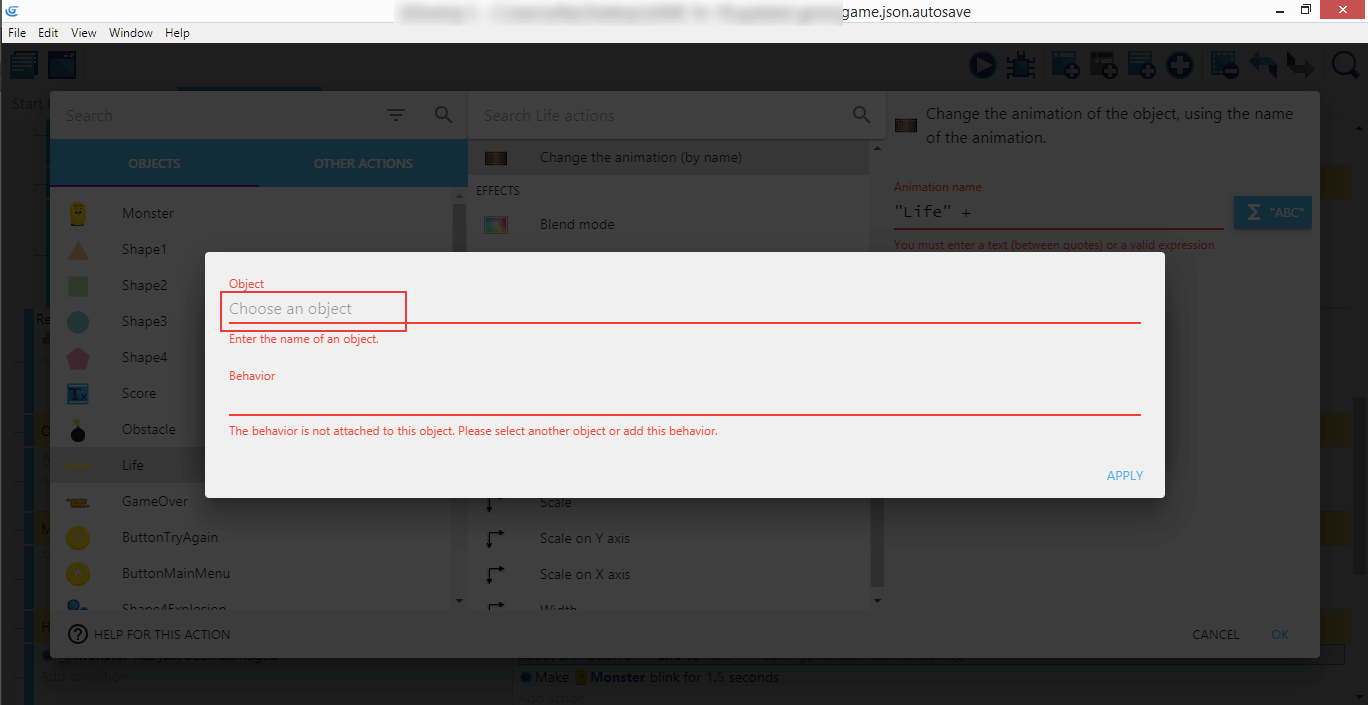 game.json.autosave
File Edit View Window Help
Start
Search
Search Life actions
Change the animation of the object, using the name
of the animation.
OBJECTS OTHER ACTIONS
Change the animation (by name)
EFFECTS
Blend mode
Animation name
"Life" +
"ABC"
You must enter a text (between quotes) or a valid expression
Monster
Shape1
Shape2
Shape3
Shape4
Score
Obstacle
Life
GameOver
ButtonTryAgain
ButtonMainMenu
Shape4Explosion
Object
Choose an object
Enter the name of an object.
Behavior
The behavior is not attached to this object. Please select another object or add this behavior.
APPLY
Scale
Scale on Y axis
Scale on X axis
Width
HELP FOR THIS ACTION
CANCEL OK
Monster has just been damaged
Add condition
Make Monster blink for 1.5 seconds
Add action